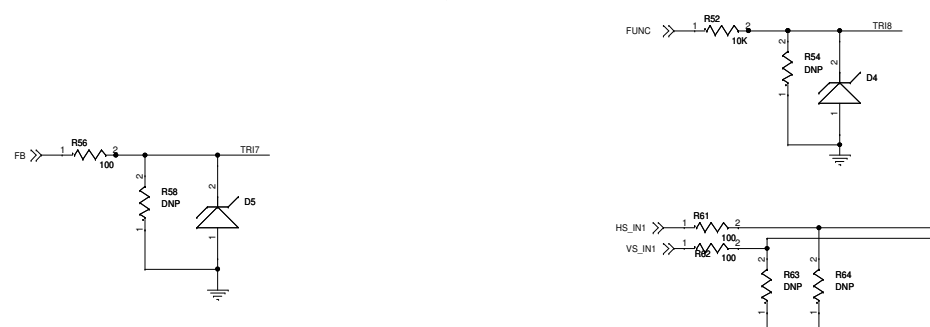 R52
FUNC 1 2 TRI8
10K
2 2
R54
DNP
D4
1 1
R56
FB 1 2 TRI7
100
2 2
R58
DNP
D5
1 1
R61
HS_IN1 1 2
100
VS_IN1 1 2
R62 100
2 2
R63 R64
DNP DNP
1 1